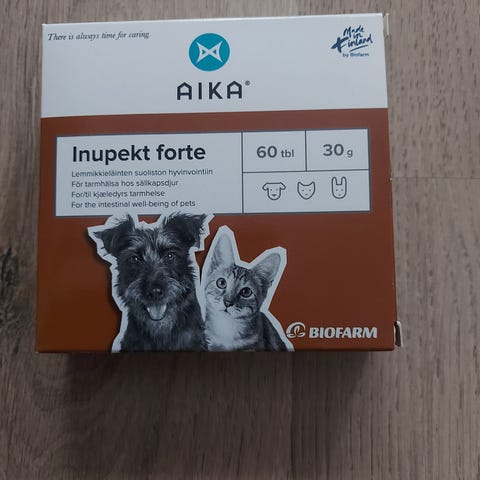 There is always time for caring.
Made in Finland
by Biofarm
AIKA®
Inupekt forte
60 tbl
30 g
Lemmikkieläinten suoliston hyvinvointiin
För tarmhälsa hos sällkapsdjur
For/til kjæledyrs tarmhelse
For the intestinal well-being of pets
BIOFARM